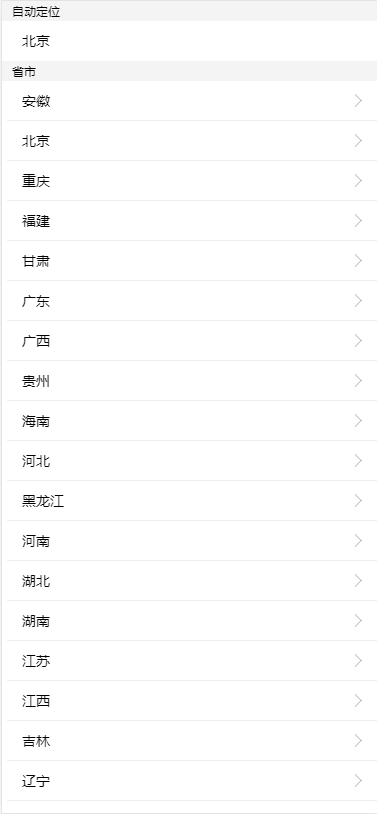 自动定位
北京
省市
安徽
北京
重庆
福建
甘肃
广东
广西
贵州
海南
河北
黑龙江
河南
湖北
湖南
江苏
江西
吉林
辽宁